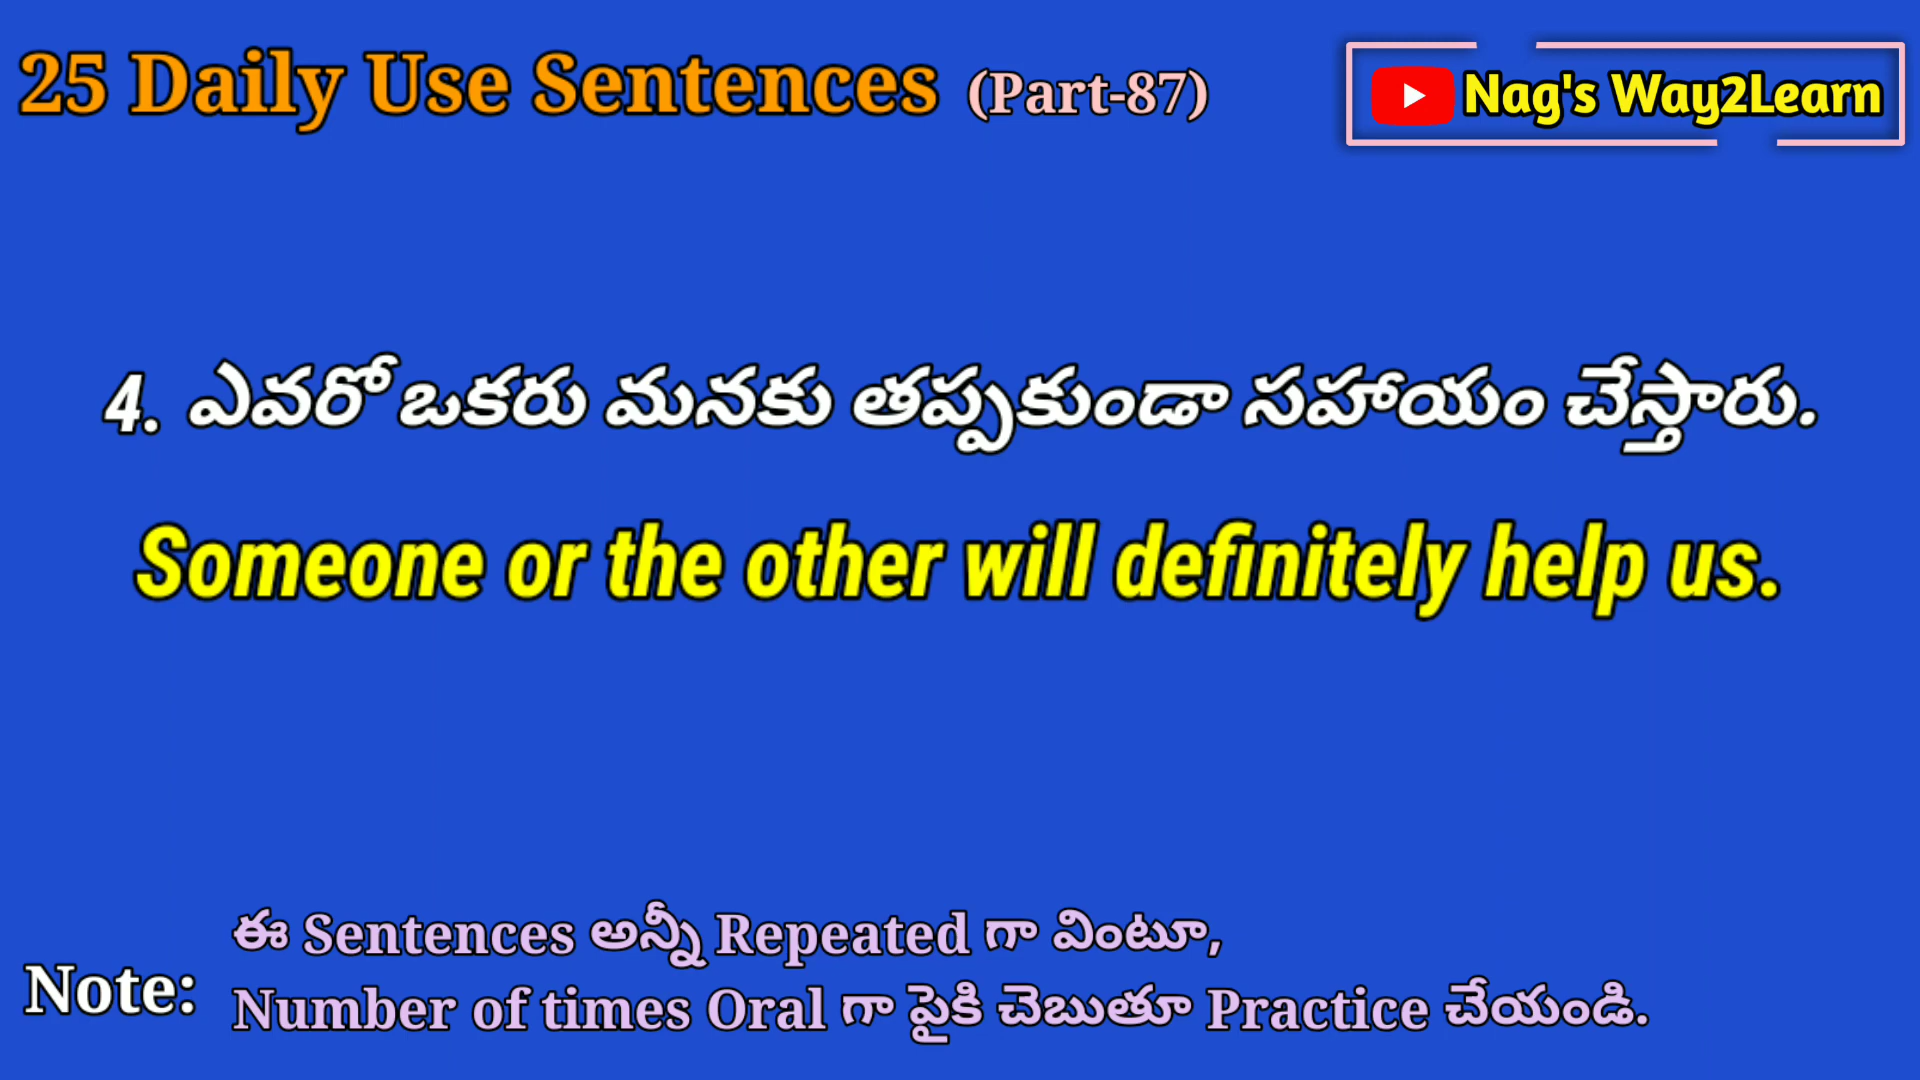 25 Daily Use Sentences (Part-87)
Nag's Way2Learn
4. ఎవరో ఒకరు మనకు తప్పకుండా సహాయం చేస్తారు.
Someone or the other will definitely help us.
Note:
ఈ Sentences అన్నీ Repeated గా వింటూ,
Number of times Oral గా పైకి చెబుతూ Practice చేయండి.